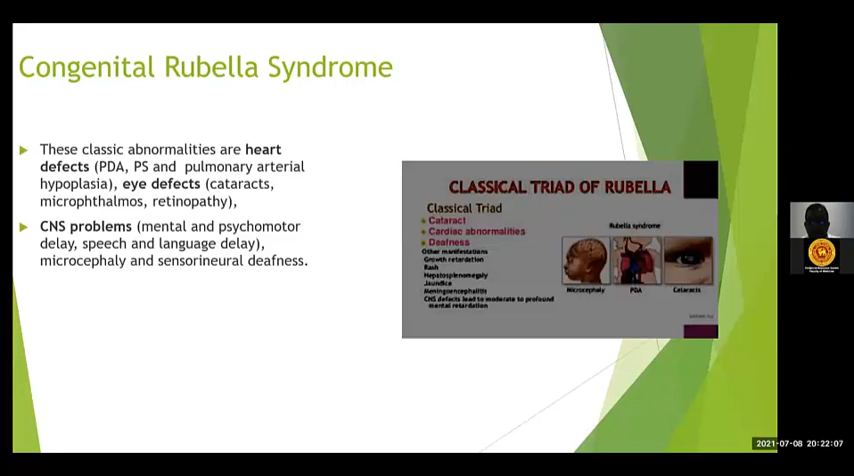 Congenital Rubella Syndrome
These classic abnormalities are heart
defects (PDA, PS and pulmonary arterial
hypoplasia), eye defects (cataracts,
microphthalmos, retinopathy),
CNS problems (mental and psychomotor
delay, speech and language delay),
microcephaly and sensorineural deafness.
CLASSICAL TRIAD OF RUBELLA
Classical Triad
Cataract
Cardiac abnormalities
Deafness
Other manifestations
Growth retardation
Rash
Hepatosplenomegaly
Jaundice
Meningoencephalitis
CNS defects lead to moderate to profound
mental retardation
Rubella syndrome
Microcephaly
PDA
Cataracts
2021-07-08 20:22:07